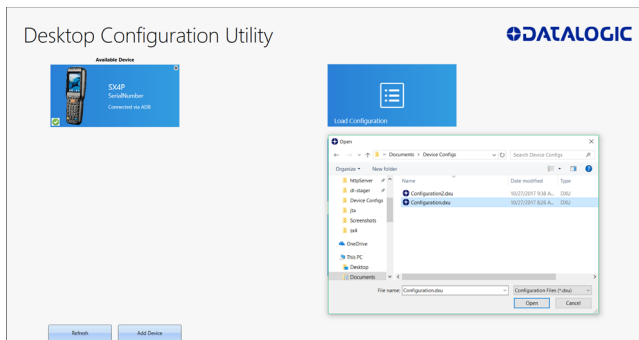 Desktop Configuration Utility
DATALOGIC
Available Device
SX4P
SerialNumber
Connected via ADB
Load Configuration
Open
Documents > Device Configs
Search Device Configs
Organize
New folder
Name
Date modified
Type
httpServer
dl-stager
Device Configs
jta
Screenshots
sx4
OneDrive
This PC
Desktop
Documents
Configuration2.dxu
10/27/2017 9:38 A...
DXU
Configuration.dxu
10/27/2017 8:26 A...
DXU
File name:
Configuration.dxu
Configuration Files (*.dxu)
Open
Cancel
Refresh
Add Device